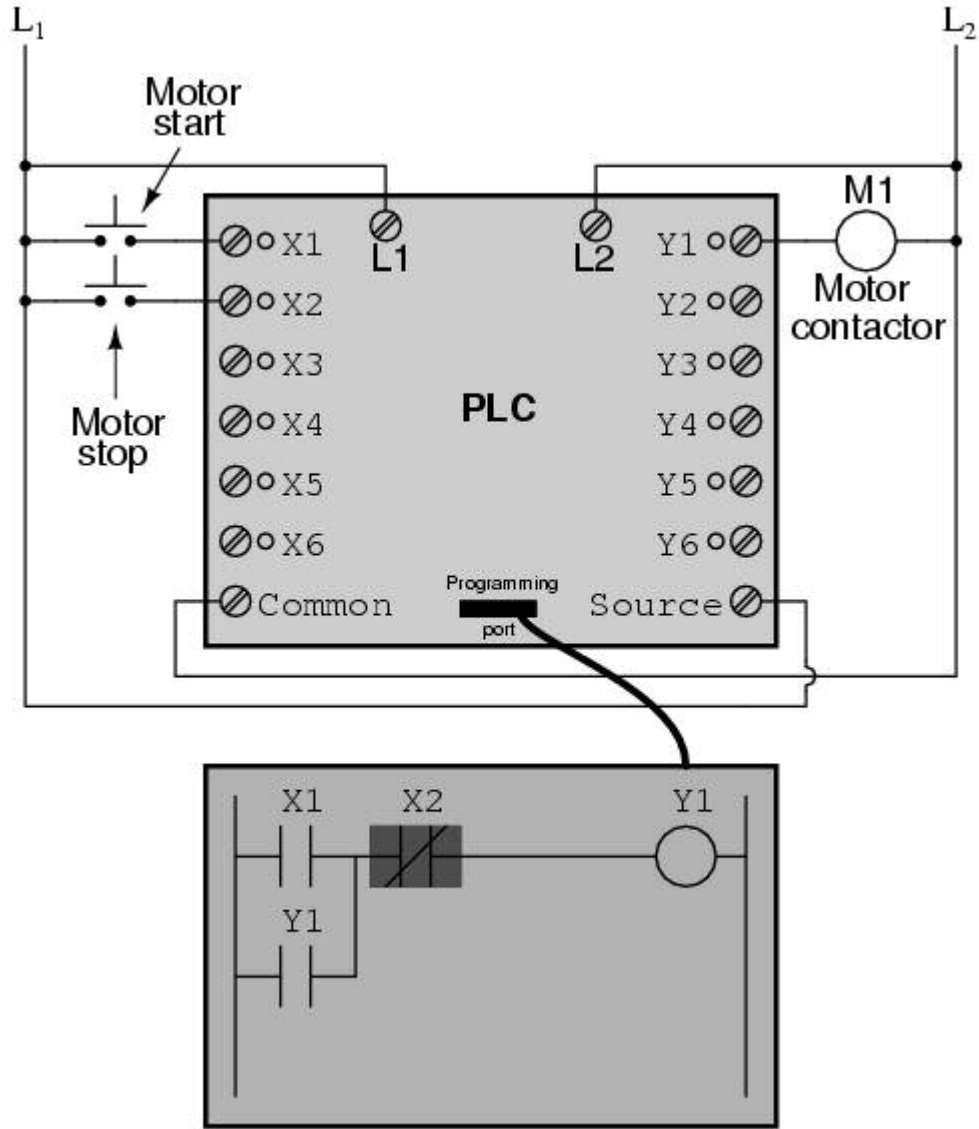 L1
L2
Motor
start
M1
X1
L1
L2
Y1
X2
Y2
Motor
contactor
X3
Y3
Motor
stop
X4
PLC
Y4
X5
Y5
X6
Y6
Common
Programming
port
Source
X1
X2
Y1
Y1